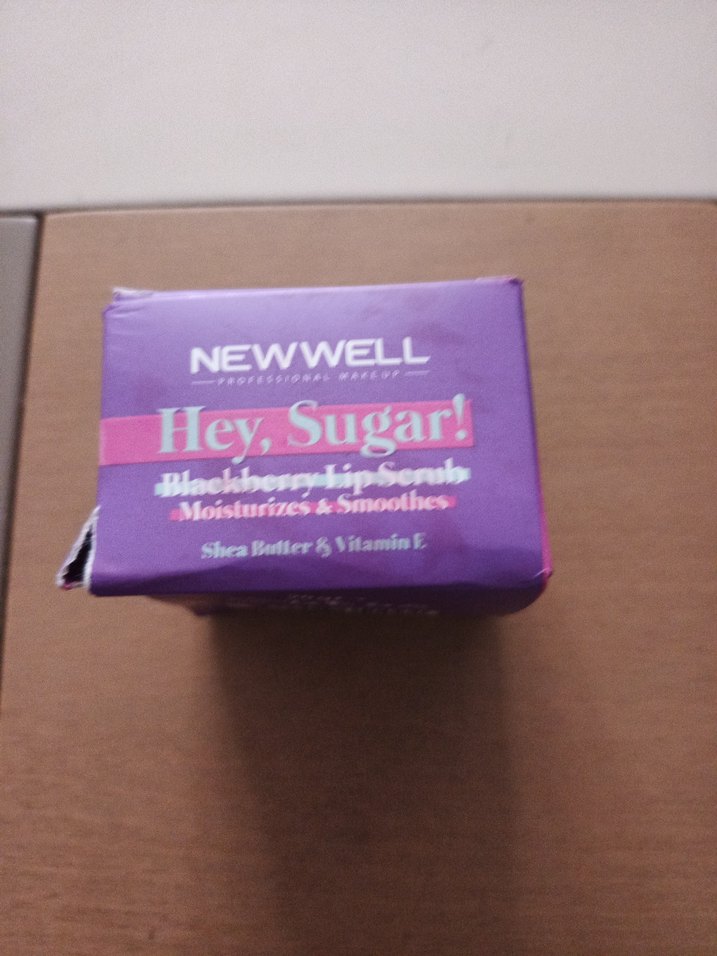 NEWWELL
PROFESSIONAL MAKEUP
Hey, Sugar!
Blackberry Lip Scrub
Moisturizes & Smoothes
Shea Butter & Vitamin E